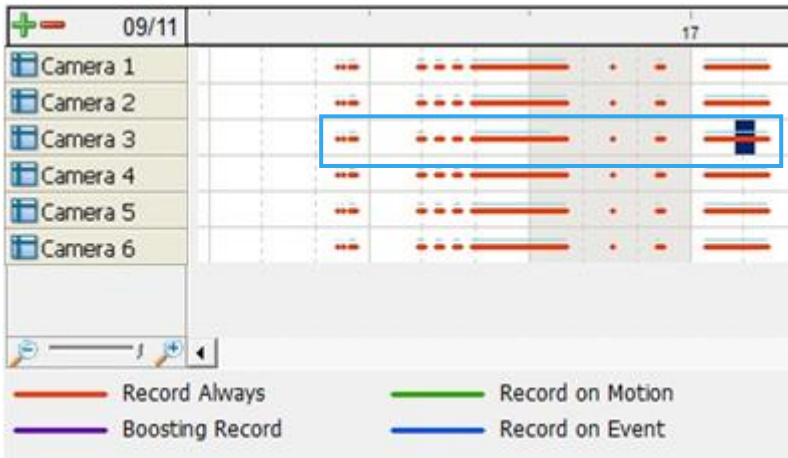 09/11
17
Camera 1
Camera 2
Camera 3
Camera 4
Camera 5
Camera 6
Record Always
Record on Motion
Boosting Record
Record on Event